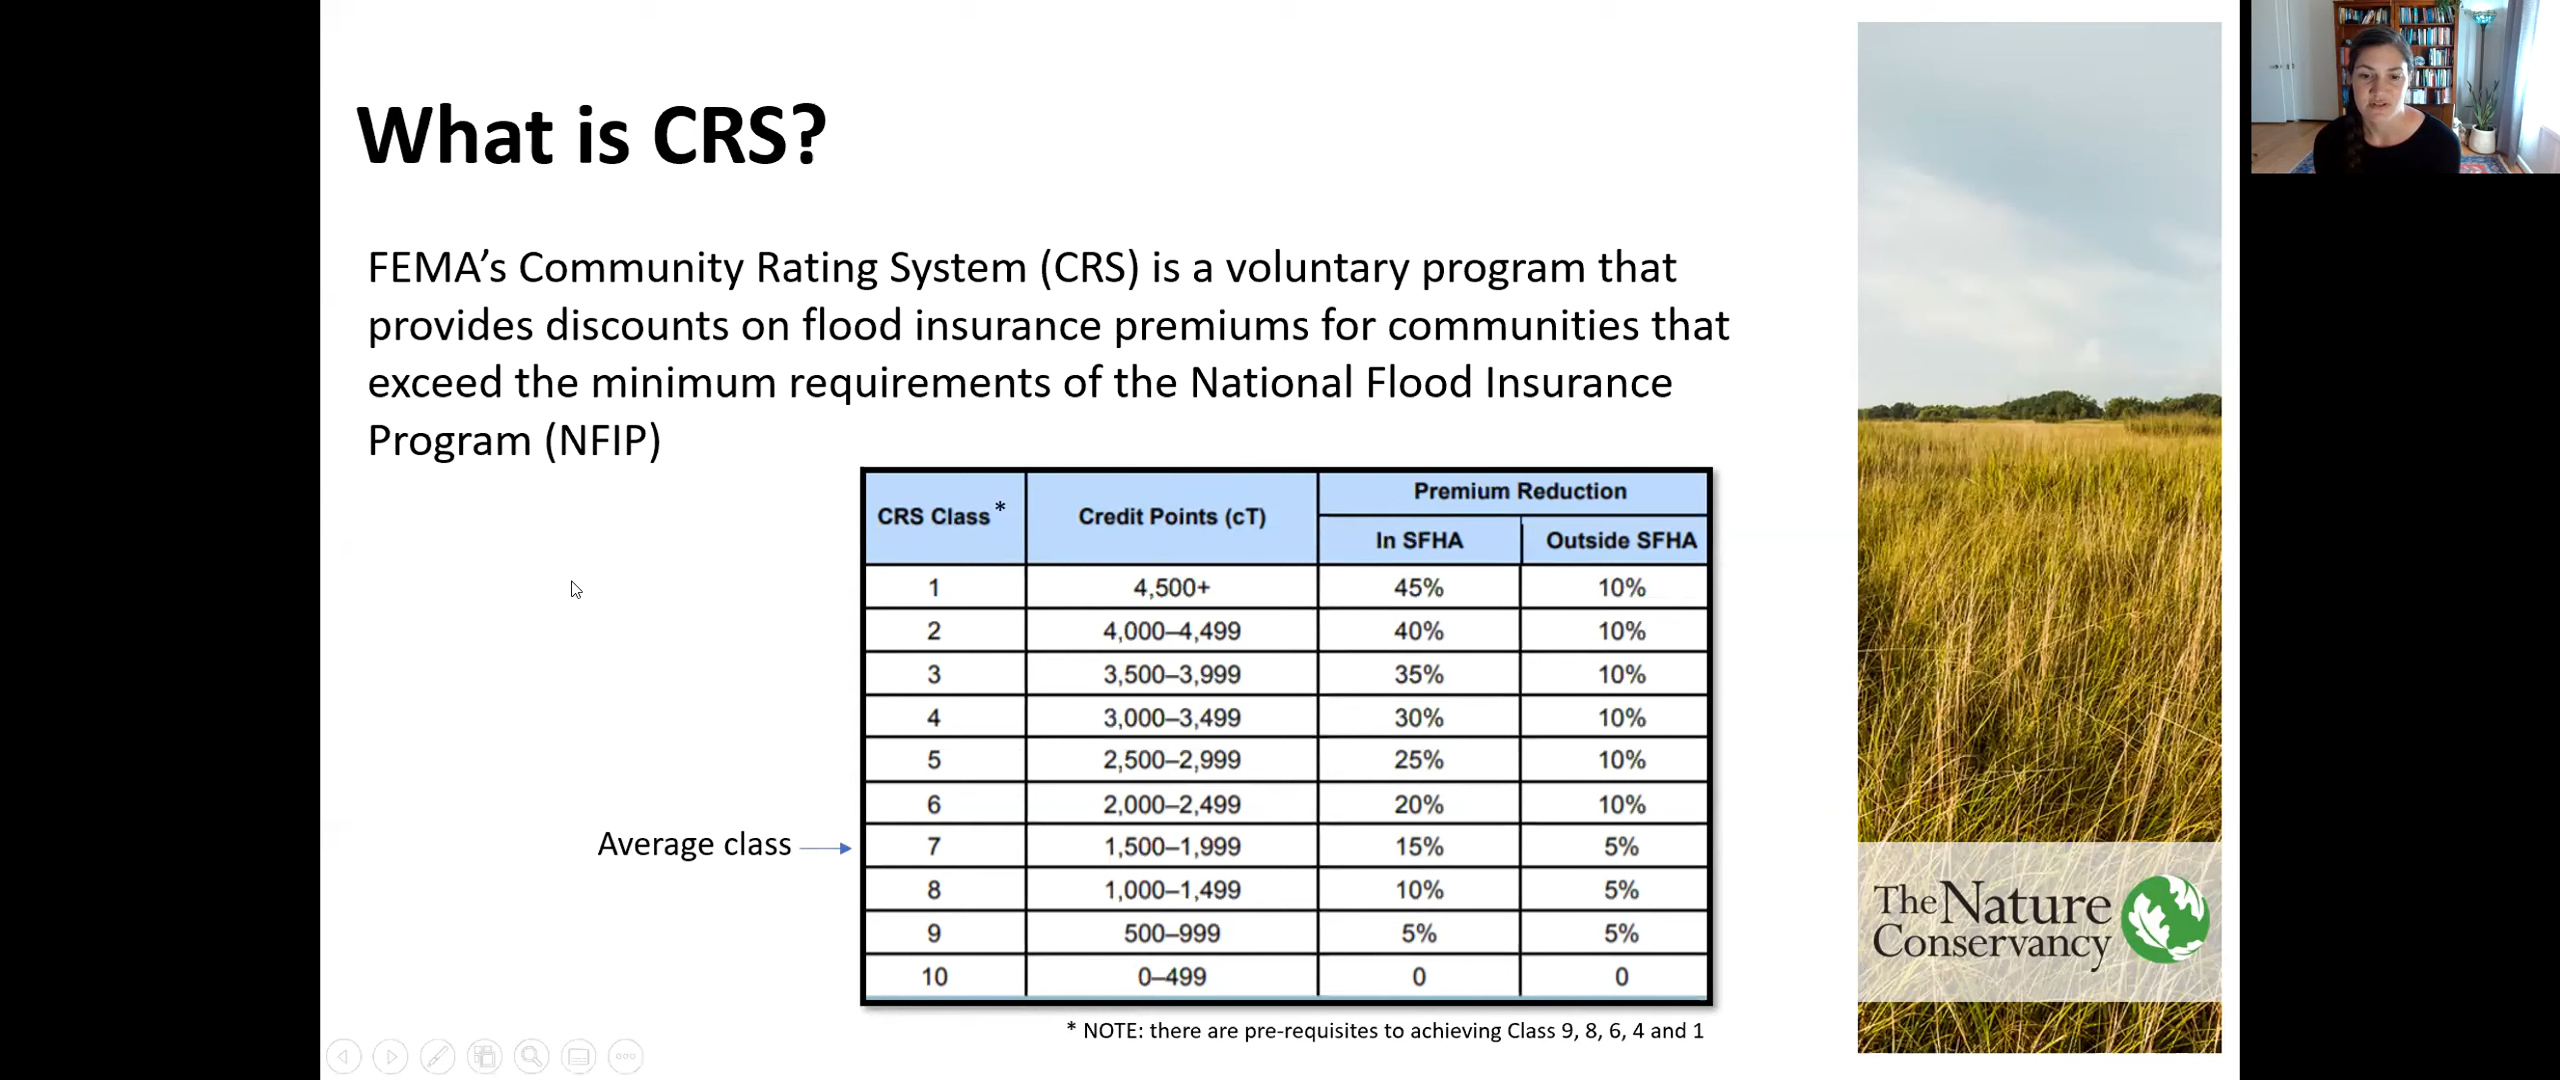 What is CRS?
FEMA’s Community Rating System (CRS) is a voluntary program that
provides discounts on flood insurance premiums for communities that
exceed the minimum requirements of the National Flood Insurance
Program (NFIP)
CRS Class * Credit Points (cT) Premium Reduction
In SFHA Outside SFHA
1 4,500+ 45% 10%
2 4,000–4,499 40% 10%
3 3,500–3,999 35% 10%
4 3,000–3,499 30% 10%
5 2,500–2,999 25% 10%
6 2,000–2,499 20% 10%
Average class 7 1,500–1,999 15% 5%
8 1,000–1,499 10% 5%
9 500–999 5% 5%
10 0–499 0 0
* NOTE: there are pre-requisites to achieving Class 9, 8, 6, 4 and 1
The Nature
Conservancy